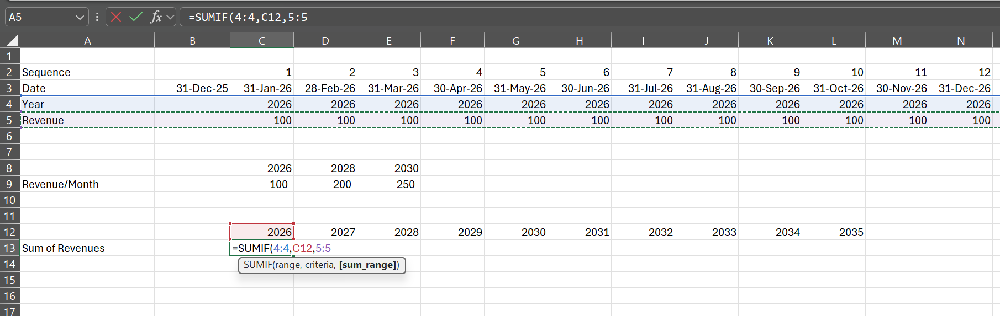 A5 fx =SUMIF(4:4,C12,5:5
A B C D E F G H I J K L M N
1
2 Sequence 1 2 3 4 5 6 7 8 9 10 11 12
3 Date 31-Dec-25 31-Jan-26 28-Feb-26 31-Mar-26 30-Apr-26 31-May-26 30-Jun-26 31-Jul-26 31-Aug-26 30-Sep-26 31-Oct-26 30-Nov-26 31-Dec-26
4 Year 2026 2026 2026 2026 2026 2026 2026 2026 2026 2026 2026 2026
5 Revenue 100 100 100 100 100 100 100 100 100 100 100 100
6
7
8 2026 2028 2030
9 Revenue/Month 100 200 250
10
11
12 2026 2027 2028 2029 2030 2031 2032 2033 2034 2035
13 Sum of Revenues =SUMIF(4:4,C12,5:5
14 SUMIF(range, criteria, [sum_range])
15
16
17